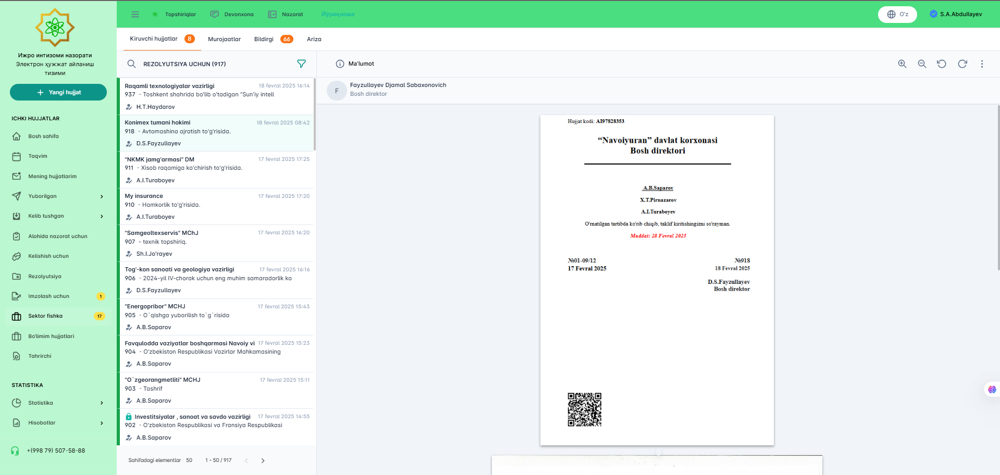 Ижро интизоми назорати
Электрон ҳужжат айланиш
тизими
Yangi hujjat
ICHKI HUJJATLAR
Bosh sahifa
Taqvim
Mening hujjatlarim
Yuborilgan
Kelib tushgan
Alohida nazorat uchun
Kelishish uchun
Rezolyutsiya
Imzolash uchun 1
Sektor fishka 17
Bo'limim hujjatlari
Tahrirchi
STATISTIKA
Statistika
Hisobotlar
+(998 79) 507-58-88
Topshiriqlar Devonxona Nazorat Йўриқнома O'z S.A.Abdullayev
Kiruvchi hujjatlar 8 Murojaatlar Bildirgi 66 Ariza
REZOLYUTSIYA UCHUN (917)
Raqamli texnologiyalar vazirligi 18 fevral 2025 16:14
937 - Toshkent shahrida bo'lib o'tadigan "Sun'iy intell
H.T.Haydarov
Konimex tumani hokimi 18 fevral 2025 08:42
918 - Avtomashina ajratish to'g'risida.
D.S.Fayzullayev
"NKMK jamg'armasi" DM 17 fevral 2025 17:25
911 - Xisob raqamiga ko'chirish to'g'risida.
A.I.Turaboyev
My insurance 17 fevral 2025 17:20
910 - Hamkorlik to'g'risida.
A.I.Turaboyev
"Samgeoltexservis" MChJ 17 fevral 2025 16:20
907 - texnik topshiriq.
Sh.I.Jo'rayev
Tog'-kon sanoati va geologiya vazirligi 17 fevral 2025 16:16
906 - 2024-yil IV-chorak uchun eng muhim samaradorlik ko
D.S.Fayzullayev
"Energopribor" MCHJ 17 fevral 2025 15:43
905 - O`qishga yuborilish to`g`risida
A.B.Saparov
Favqulodda vaziyatlar boshqarmasi Navoiy vi 17 fevral 2025 15:23
904 - O'zbekiston Respublikasi Vazirlar Mahkamasining
A.B.Saparov
"O`zgeorangmetliti" MCHJ 17 fevral 2025 15:11
903 - Tashrif
A.B.Saparov
Investitsiyalar , sanoat va savdo vazirligi 17 fevral 2025 14:55
902 - O'zbekiston Respublikasi va Fransiya Respublikasi
A.B.Saparov
Sahifadagi elementlar 50 1 - 50 / 917
Ma'lumot
F
Fayzullayev Djamal Sabaxonovich
Bosh direktor
Hujjat kodi: AI97828353
“Navoiyuran” davlat korxonasi
Bosh direktori
A.B.Saparov
X.T.Pirnazarov
A.I.Turaboyev
O'rnatilgan tartibda ko'rib chiqib, taklif kiritishingizni so'rayman.
Muddat: 28 Fevral 2025
№01-09/12 №918
17 Fevral 2025 18 Fevral 2025
D.S.Fayzullayev
Bosh direktor